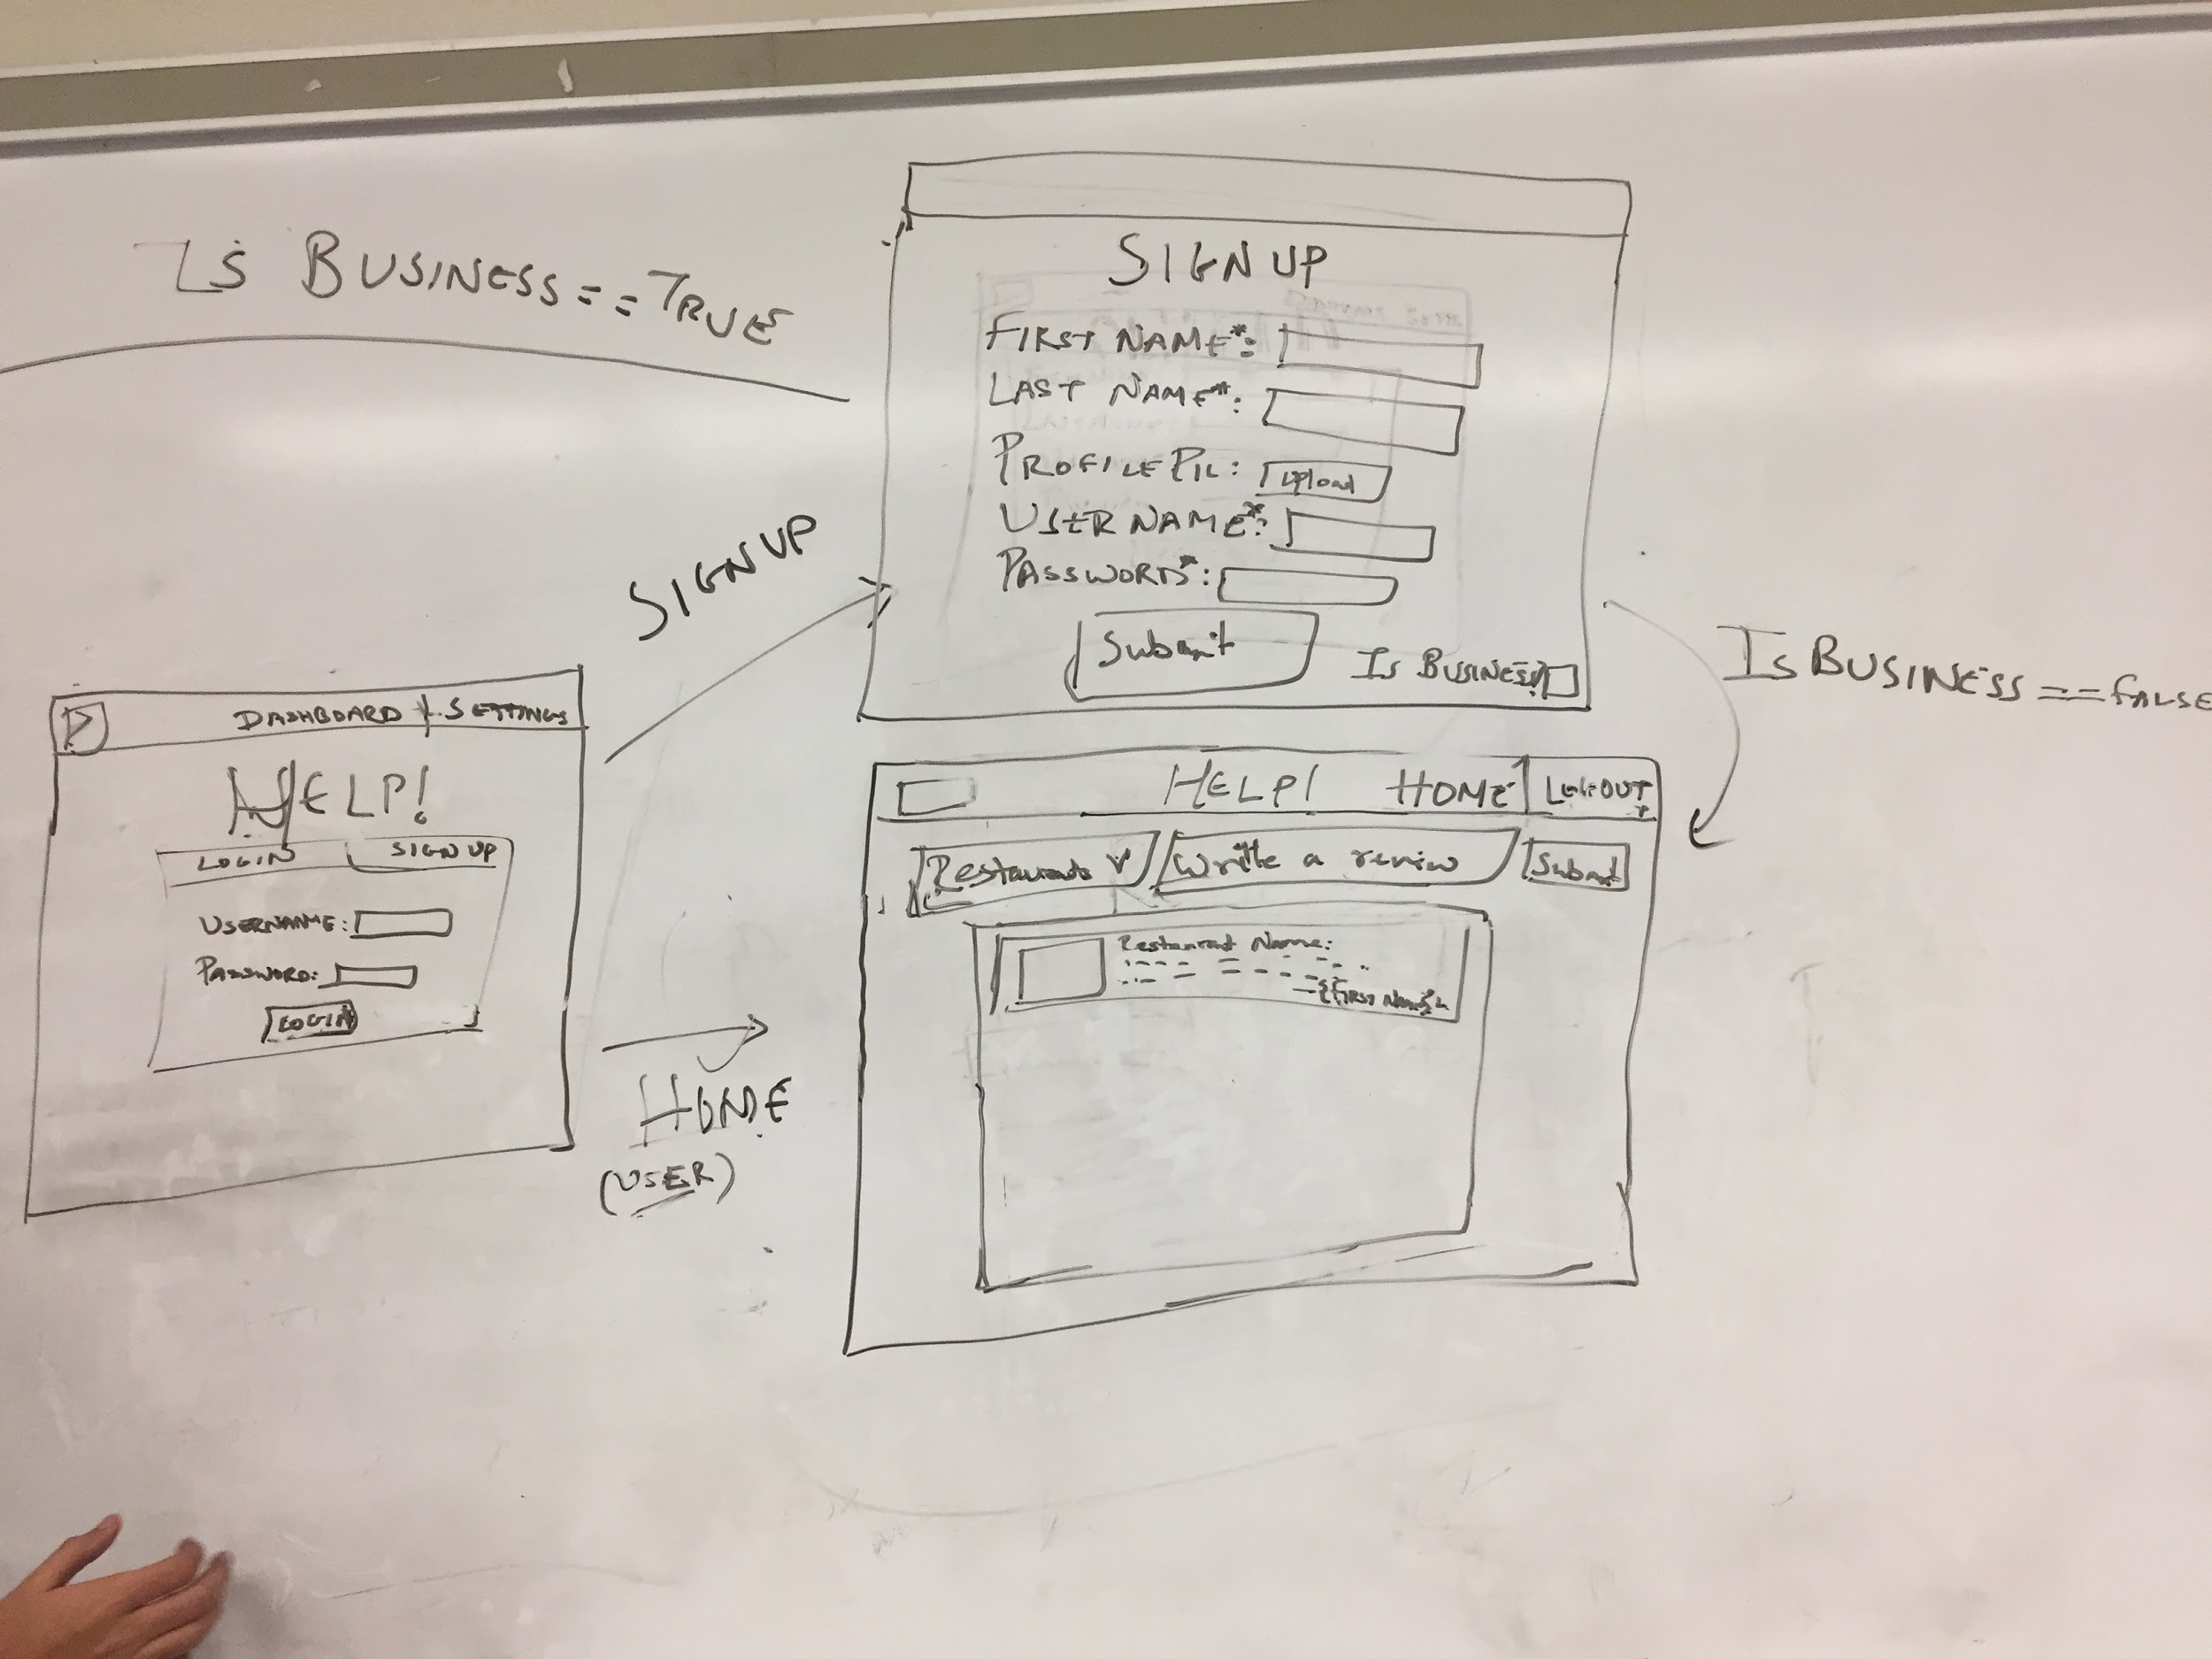 Is BUSINESS==TRUE
SIGNUP
FIRST NAME*:
LAST NAME*:
PROFILE PIC: Upload
USERNAME*:
PASSWORD*:
Submit
Is BUSINESS?
SIGNUP
Is BUSINESS==FALSE
DASHBOARD SETTINGS
HELP!
LOGIN SIGN UP
USERNAME:
PASSWORD:
LOGIN
HOME
(USER)
HELP! HOME LOGOUT
Restaurants Write a review Submit
Restaurant Name:
-{First Name}